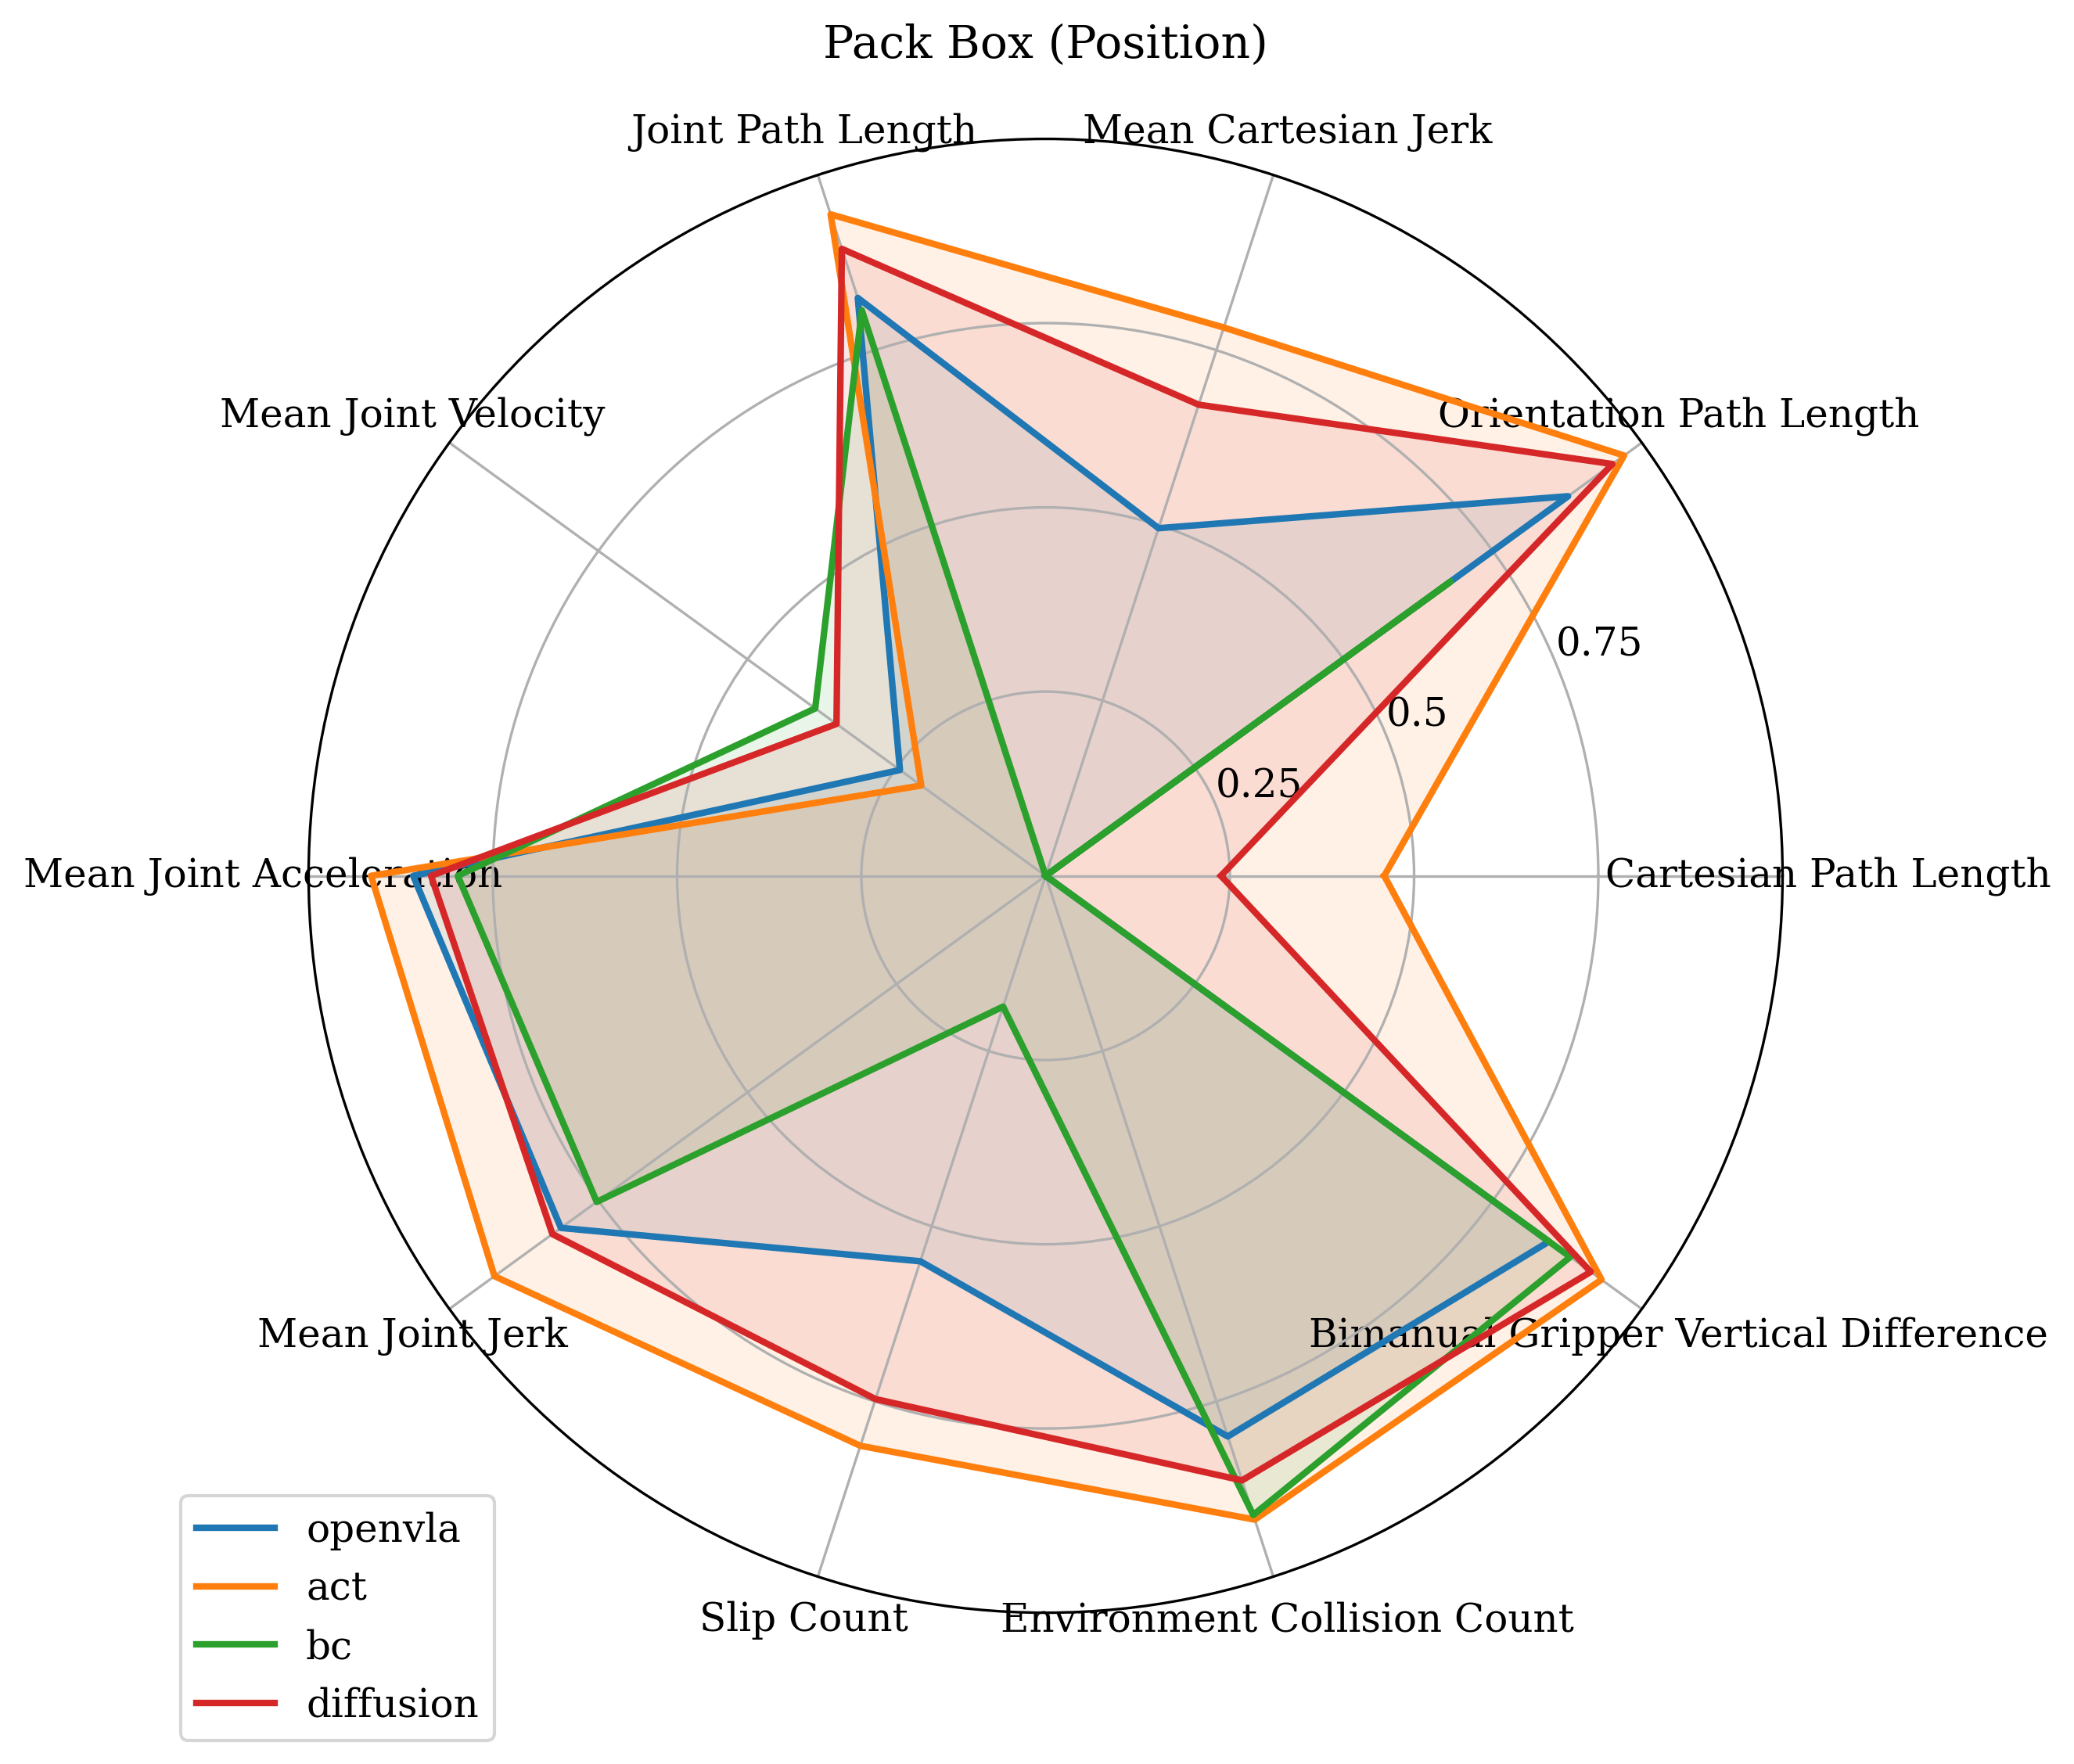 Pack Box (Position)
Joint Path Length
Mean Cartesian Jerk
Mean Joint Velocity
Orientation Path Length
0.75
0.5
0.25
Mean Joint Acceleration
Cartesian Path Length
Mean Joint Jerk
Bimanual Gripper Vertical Difference
Slip Count
Environment Collision Count
openvla
act
bc
diffusion